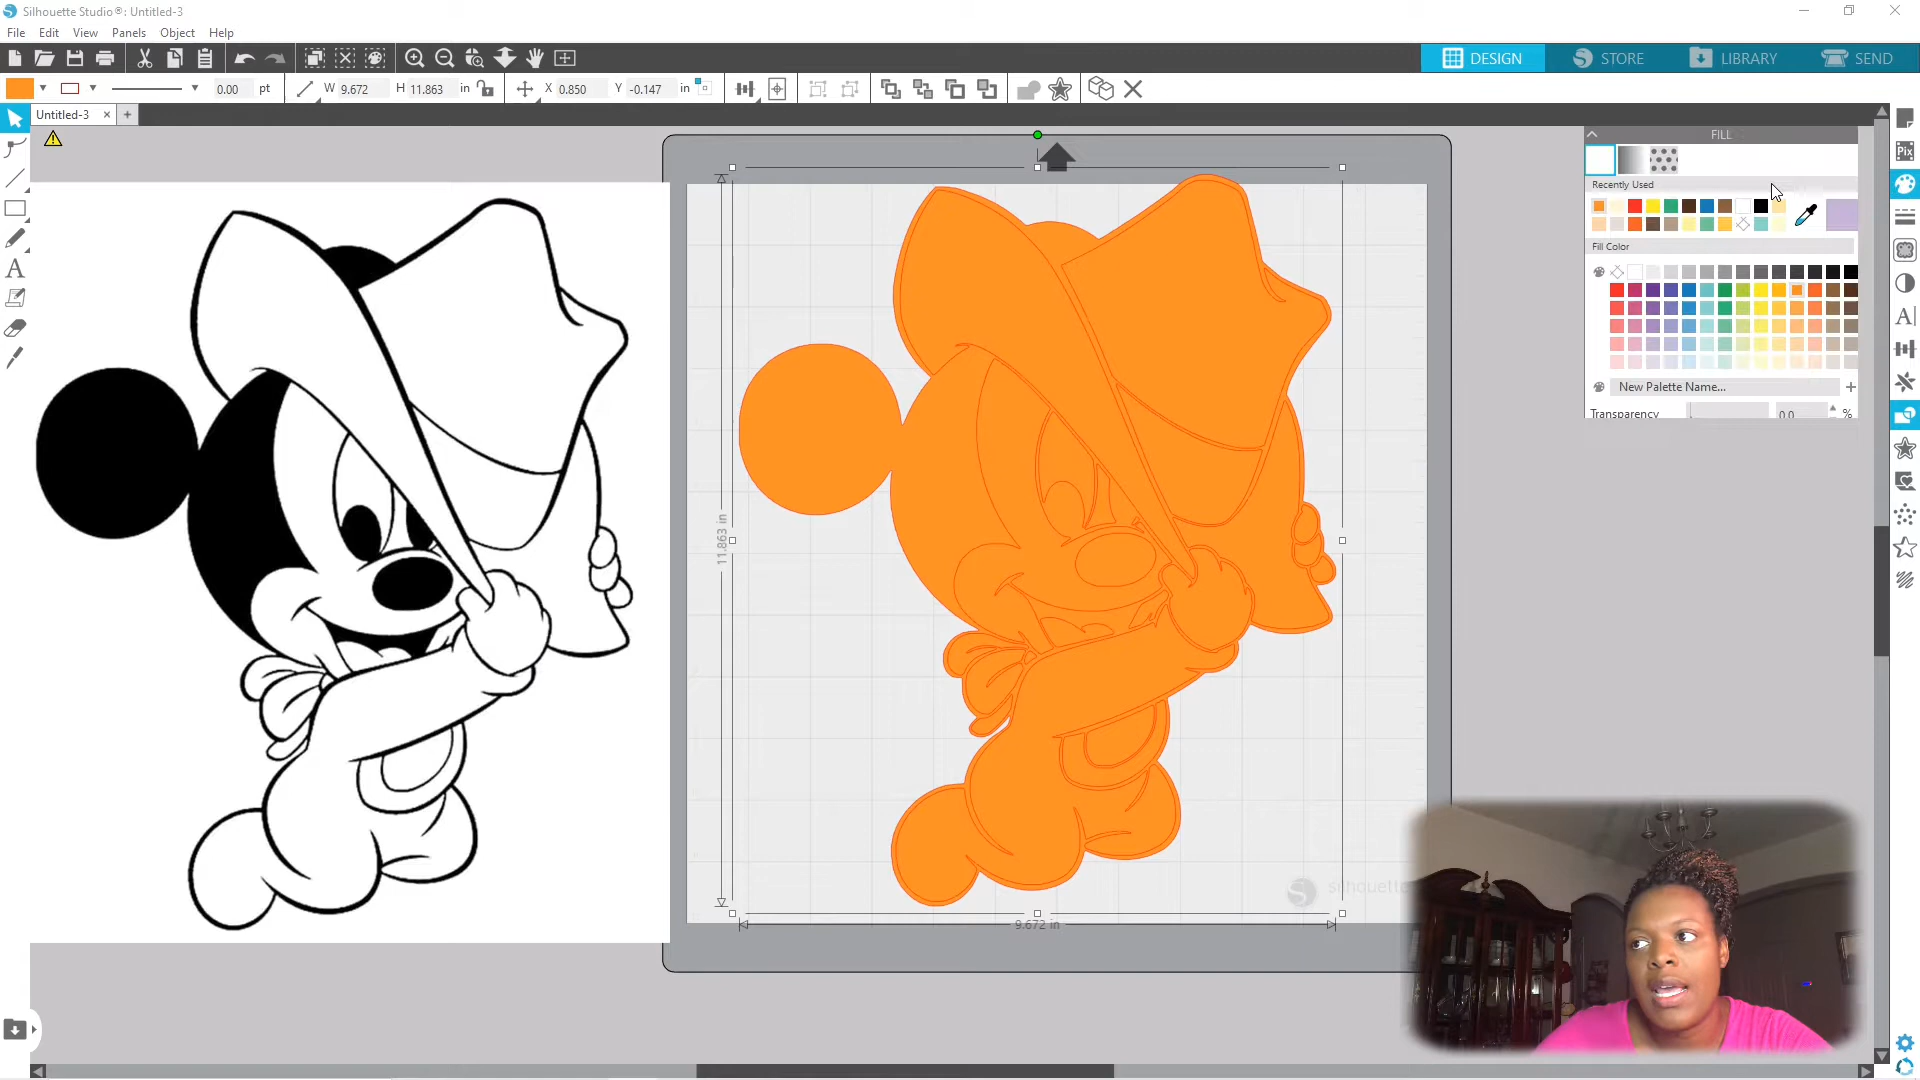 Silhouette Studio®: Untitled-3
File Edit View Panels Object Help
DESIGN STORE LIBRARY SEND
0.00 pt W 9.672 H 11.863 in X 0.850 Y -0.147 in
Untitled-3 × +
FILL
Pix
Recently Used
Fill Color
New Palette Name... +
Transparency 0.0 %
A
A
11.863 in
9.672 in
silhouette